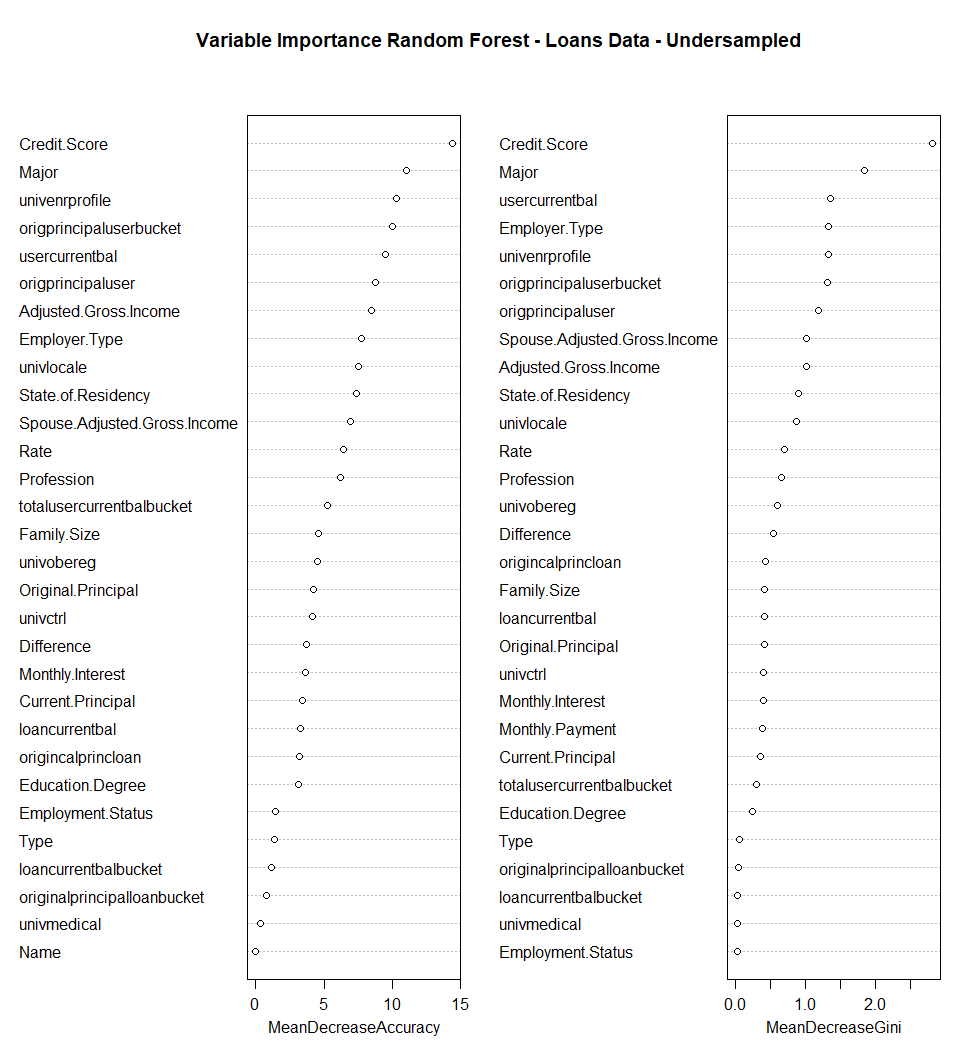 Variable Importance Random Forest - Loans Data - Undersampled
Credit.Score
Major
univenrprofile
origprincipaluserbucket
usercurrentbal
origprincipaluser
Adjusted.Gross.Income
Employer.Type
univlocale
State.of.Residency
Spouse.Adjusted.Gross.Income
Rate
Profession
totalusercurrentbalbucket
Family.Size
univobereg
Original.Principal
univctrl
Difference
Monthly.Interest
Current.Principal
loancurrentbal
origincalprincloan
Education.Degree
Employment.Status
Type
loancurrentbalbucket
originalprincipalloanbucket
univmedical
Name
0 5 10 15
MeanDecreaseAccuracy
Credit.Score
Major
usercurrentbal
Employer.Type
univenrprofile
origprincipaluserbucket
origprincipaluser
Spouse.Adjusted.Gross.Income
Adjusted.Gross.Income
State.of.Residency
univlocale
Rate
Profession
univobereg
Difference
origincalprincloan
Family.Size
loancurrentbal
Original.Principal
univctrl
Monthly.Interest
Monthly.Payment
Current.Principal
totalusercurrentbalbucket
Education.Degree
Type
originalprincipalloanbucket
loancurrentbalbucket
univmedical
Employment.Status
0.0 1.0 2.0
MeanDecreaseGini